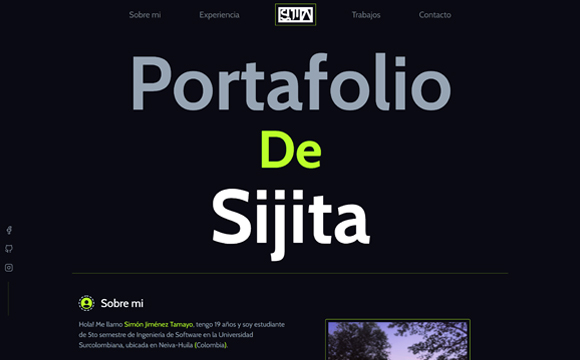 Sobre mi
Experiencia
Trabajos
Contacto
Portafolio
De
Sijita
Sobre mi
Hola! Me llamo Simón Jiménez Tamayo, tengo 19 años y soy estudiante
de 5to semestre de Ingeniería de Software en la Universidad
Surcolombiana, ubicada en Neiva-Huila (Colombia).